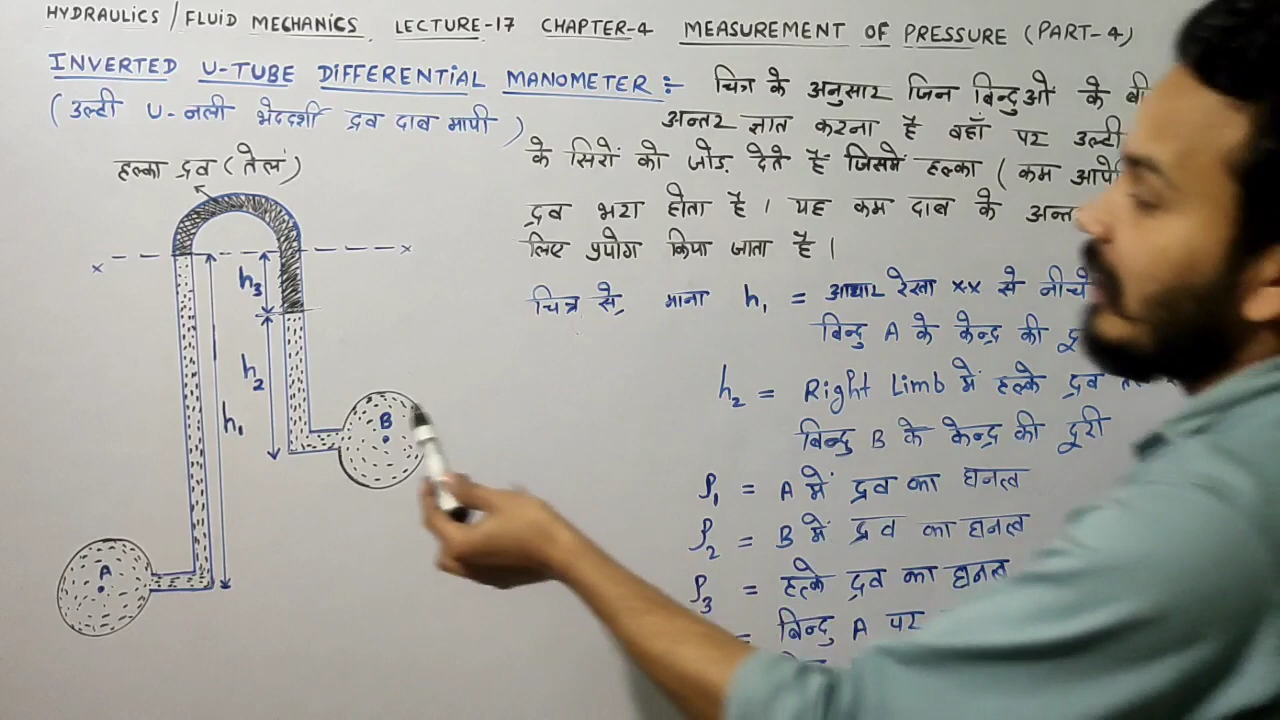 HYDRAULICS / FLUID MECHANICS LECTURE-17 CHAPTER-4 MEASUREMENT OF PRESSURE (PART-4)
INVERTED U-TUBE DIFFERENTIAL MANOMETER :- चित्र के अनुसार जिन बिन्दुओं के
(उल्टी U-नली भेददर्शी द्रव दाब मापी) अन्तर ज्ञात करना है वहाँ पर उल्टी
के सिरों को जोड़ देते हैं जिसमें हल्का (कम
द्रव भरा होता है। यह कम दाब के
लिए प्रयोग किया जाता है।
हल्का द्रव (तेल)
x x
h₃
h₂
h₁
B
A
चित्र से, माना h₁ = आधार रेखा xx से नीचे
बिन्दु A के केन्द्र की
h₂ = Right Limb में हल्के द्रव
बिन्दु B के केन्द्र की दूरी
ρ₁ = A में द्रव का घनत्व
ρ₂ = B में द्रव का घनत्व
ρ₃ = हल्के द्रव का घनत्व
= बिन्दु A पर